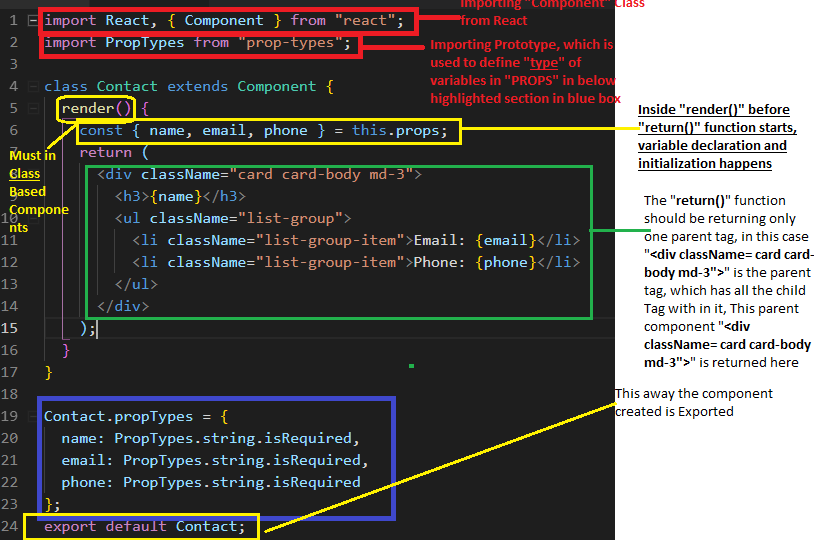 Importing "Component" Class
from React
1 import React, { Component } from "react";
2 import PropTypes from "prop-types";
Importing Prototype, which is
used to define "type" of
variables in "PROPS" in below
highlighted section in blue box
3
4 class Contact extends Component {
5 render() {
6 const { name, email, phone } = this.props;
7 return (
<div className="card card-body md-3">
9 <h3>{name}</h3>
10 <ul className="list-group">
11 <li className="list-group-item">Email: {email}</li>
12 <li className="list-group-item">Phone: {phone}</li>
13 </ul>
14 </div>
15 );
16 }
17 }
18
19 Contact.propTypes = {
20 name: PropTypes.string.isRequired,
21 email: PropTypes.string.isRequired,
22 phone: PropTypes.string.isRequired
23 };
24 export default Contact;
Must in
Class
Based
Compone
nts
Inside "render()" before
"return()" function starts,
variable declaration and
initialization happens
The "return()" function
should be returning only
one parent tag, in this case
"<div className= card card-
body md-3">" is the parent
tag, which has all the child
Tag with in it, This parent
component "<div
className= card card-body
md-3">" is returned here
This away the component
created is Exported